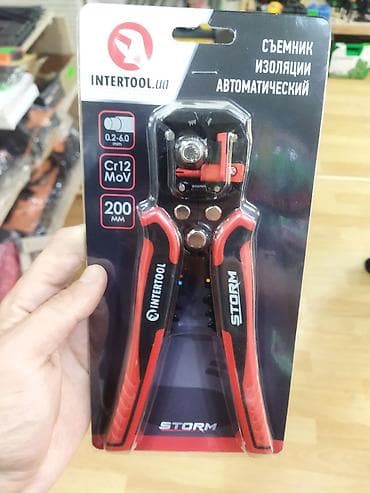 INTERTOOL.ua
СЪЕМНИК
ИЗОЛЯЦИИ
АВТОМАТИЧЕСКИЙ
0.2-6.0
mm
Cr12
MoV
200
мм
INTERTOOL
STORM
STORM